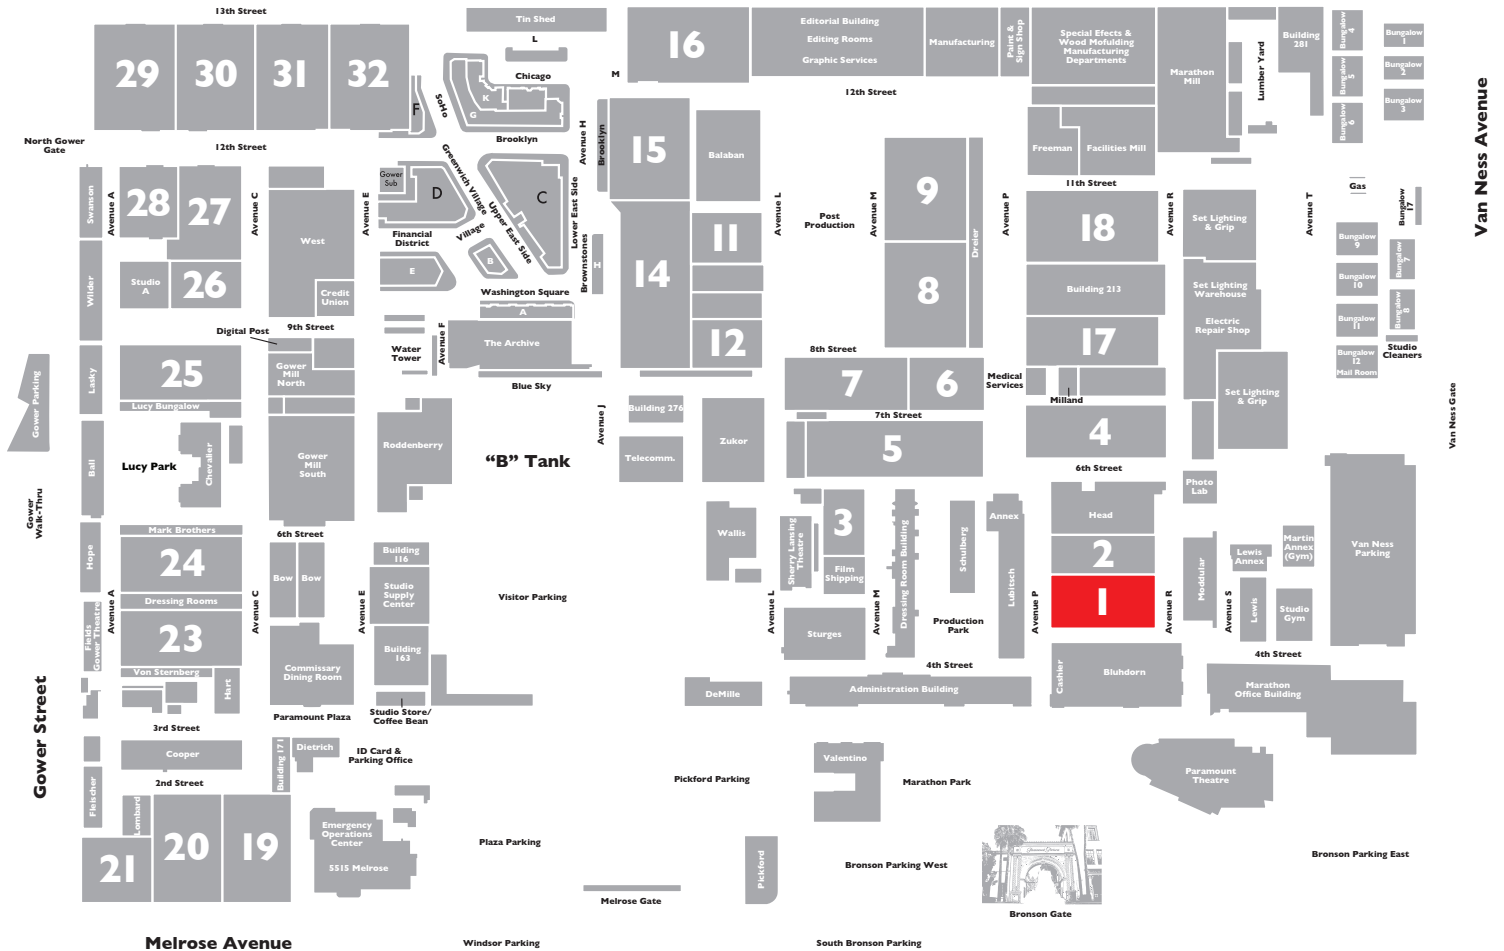 13th Street
29
30
31
32
F
SoHo
Tin Shed
L
Chicago
K
G
Brooklyn
M
16
Editorial Building
Editing Rooms
Graphic Services
Manufacturing
Paint &
Sign Shop
Special Efects &
Wood Mofulding
Manufacturing
Departments
Marathon
Mill
Lumber Yard
Building
281
Bungalow
4
Bungalow
5
Bungalow
6
Bungalow
1
Bungalow
2
Bungalow
3
Van Ness Avenue
North Gower
Gate
12th Street
12th Street
Swanson
Avenue A
28
27
Avenue C
West
Avenue E
Gower
Sub
D
Financial
District
Greenwich Village
Village
Upper East Side
C
B
E
Avenue H
Brooklyn
Lower East Side
Brownstones
H
Washington Square
A
15
Balaban
Avenue L
11
14
12
Post
Production
Avenue M
9
8
Dreier
Avenue P
Freeman
Facilities Mill
11th Street
18
Building 213
17
Avenue R
Set Lighting
& Grip
Set Lighting
Warehouse
Electric
Repair Shop
Avenue T
Gas
Bungalow
17
Bungalow
9
Bungalow
7
Bungalow
10
Bungalow
8
Bungalow
11
Bungalow
12
Mail Room
Studio
Cleaners
Wilder
Studio
A
26
Credit
Union
9th Street
Digital Post
Gower
Mill
North
Water
Tower
Avenue F
The Archive
Blue Sky
Gower Parking
Lasky
25
Lucy Bungalow
8th Street
7
6
7th Street
5
Medical
Services
Milland
4
6th Street
Set Lighting
& Grip
Van Ness Gate
Ball
Lucy Park
Chevalier
Gower
Mill
South
Roddenberry
“B” Tank
Avenue J
Building 276
Telecomm.
Zukor
Gower
Walk-Thru
Hope
Mark Brothers
24
Dressing Rooms
23
Von Sternberg
Fields
Gower Theatre
Avenue A
Hart
6th Street
Avenue C
Bow
Bow
Commissary
Dining Room
Paramount Plaza
Avenue E
Building
116
Studio
Supply
Center
Building
163
Studio Store/
Coffee Bean
Visitor Parking
Wallis
Avenue L
Sherry Lansing
Theatre
3
Film
Shipping
Sturges
Avenue M
Dressing Room Building
Schulberg
Production
Park
Annex
Lubitsch
Avenue P
Head
2
1
Avenue R
Photo
Lab
Moddular
Avenue S
Lewis
Annex
Lewis
Martin
Annex
(Gym)
Studio
Gym
Van Ness
Parking
4th Street
4th Street
DeMille
Administration Building
Cashier
Bluhdorn
Marathon
Office Building
Gower Street
3rd Street
Cooper
2nd Street
Building 171
Dietrich
ID Card &
Parking Office
Fleischer
Lombard
21
20
19
Emergency
Operations
Center
5515 Melrose
Plaza Parking
Pickford Parking
Valentino
Marathon Park
Paramount
Theatre
Pickford
Bronson Parking West
Bronson Gate
Bronson Parking East
Melrose Gate
Melrose Avenue
Windsor Parking
South Bronson Parking